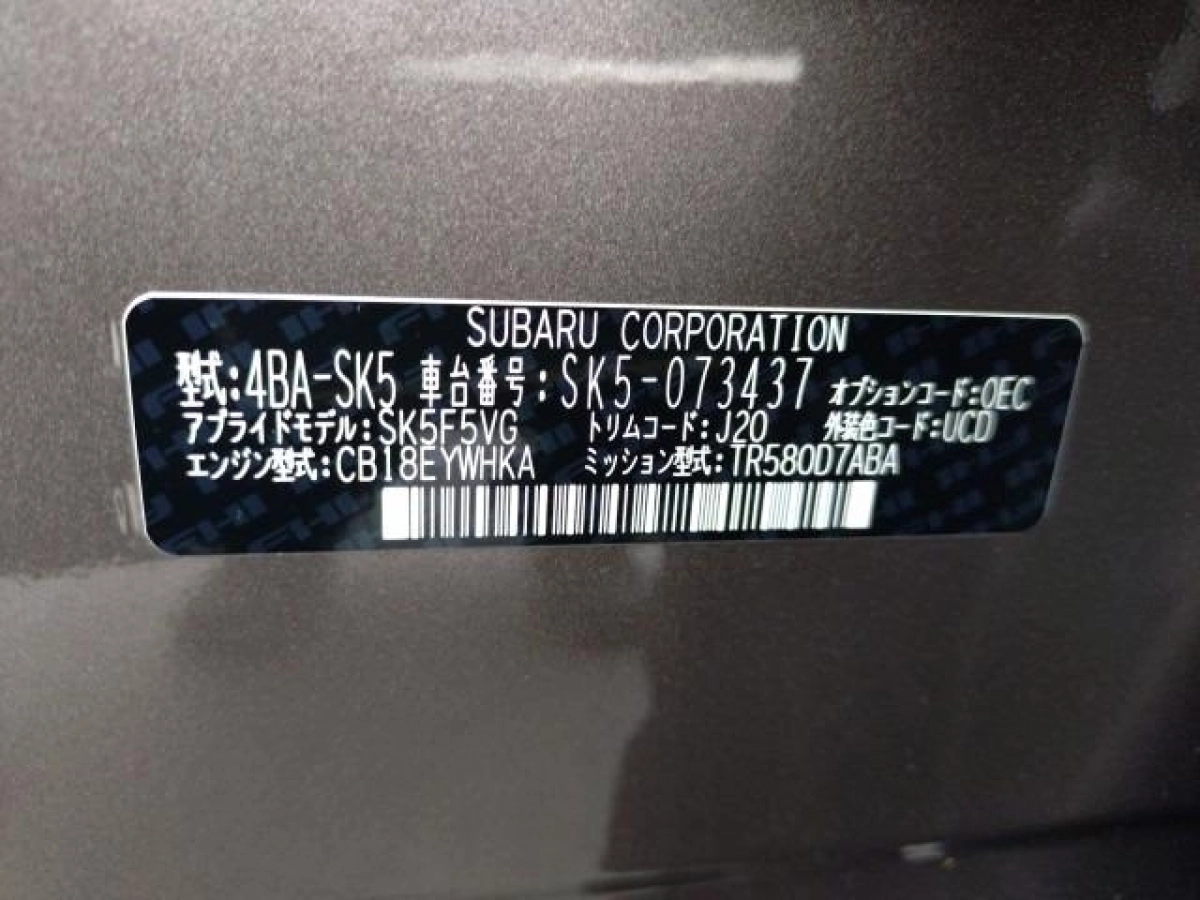 SUBARU CORPORATION
型式:4BA-SK5 車台番号:SK5-073437 オプションコード:OEC
アプライドモデル:SK5F5VG トリムコード:J20 外装色コード:UCD
エンジン型式:CB18EYWHKA ミッション型式:TR580D7ABA